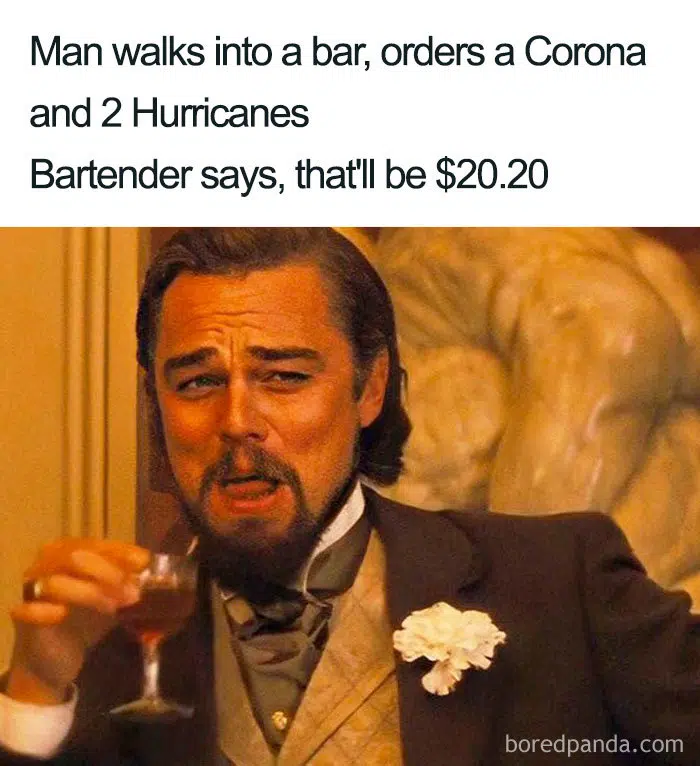 Man walks into a bar, orders a Corona
and 2 Hurricanes
Bartender says, that'll be $20.20
boredpanda.com